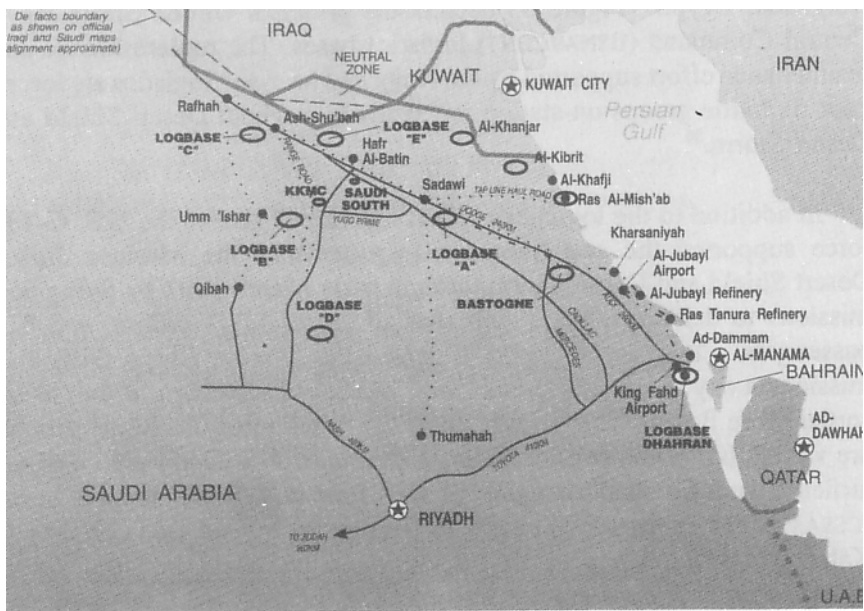 De facto boundary
as shown on official
Iraqi and Saudi maps
alignment approximate)
IRAQ
NEUTRAL
ZONE
KUWAIT
KUWAIT CITY
IRAN
Persian
Gulf
Rafhah
Ash-Shu'bah
LOGBASE
"C"
LOGBASE
"E"
Al-Khanjar
Hafr
Al-Batin
Al-Kibrit
Al-Khafji
KKMC
SAUDI
SOUTH
Sadawi
TAP LINE HAUL ROAD
Ras Al-Mish'ab
Umm 'Ishar
LOGBASE
"B"
LOGBASE
"A"
Kharsaniyah
Al-Jubayl
Airport
BASTOGNE
Al-Jubayl Refinery
Qibah
LOGBASE
"D"
CADILLAC
MERCEDES
Ras Tanura Refinery
Ad-Dammam
AL-MANAMA
BAHRAIN
King Fahd
Airport
LOGBASE
DHAHRAN
AD-
DAWHAH
QATAR
Thumahah
SAUDI ARABIA
RIYADH
U.A.E